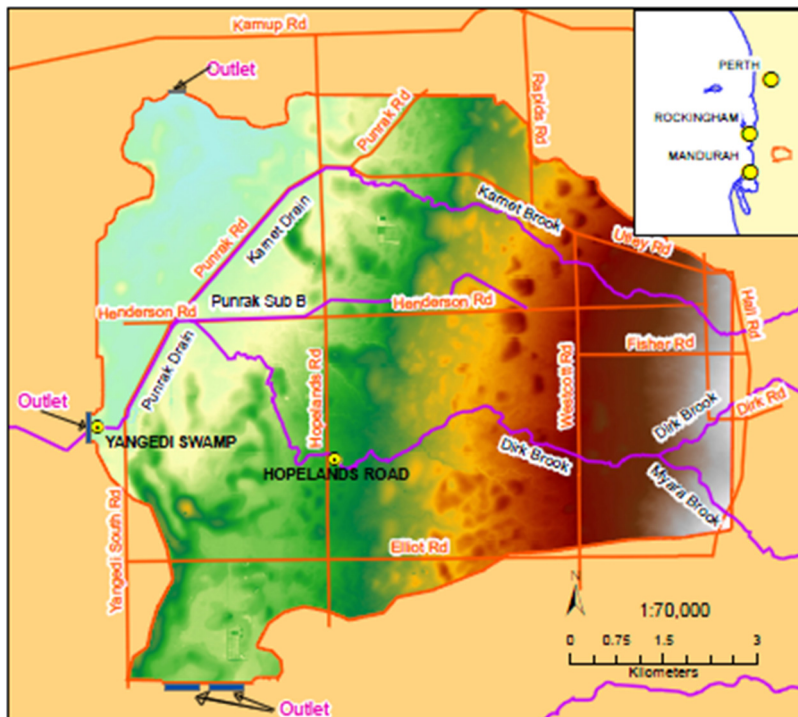 Karnup Rd
Outlet
PERTH
ROCKINGHAM
MANDURAH
Rapids Rd
Punrak Rd
Karnet Brook
Punrak Rd
Karnet Drain
Utley Rd
Henderson Rd
Punrak Sub B
Henderson Rd
Hall Rd
Punrak Drain
Hopelands Rd
Westcott Rd
Fisher Rd
Outlet
YANGEDI SWAMP
HOPELANDS ROAD
Dirk Brook
Dirk Brook
Dirk Rd
Myara Brook
Yangedi South Rd
Elliot Rd
N
1:70,000
0 0.75 1.5 3
Kilometers
Outlet